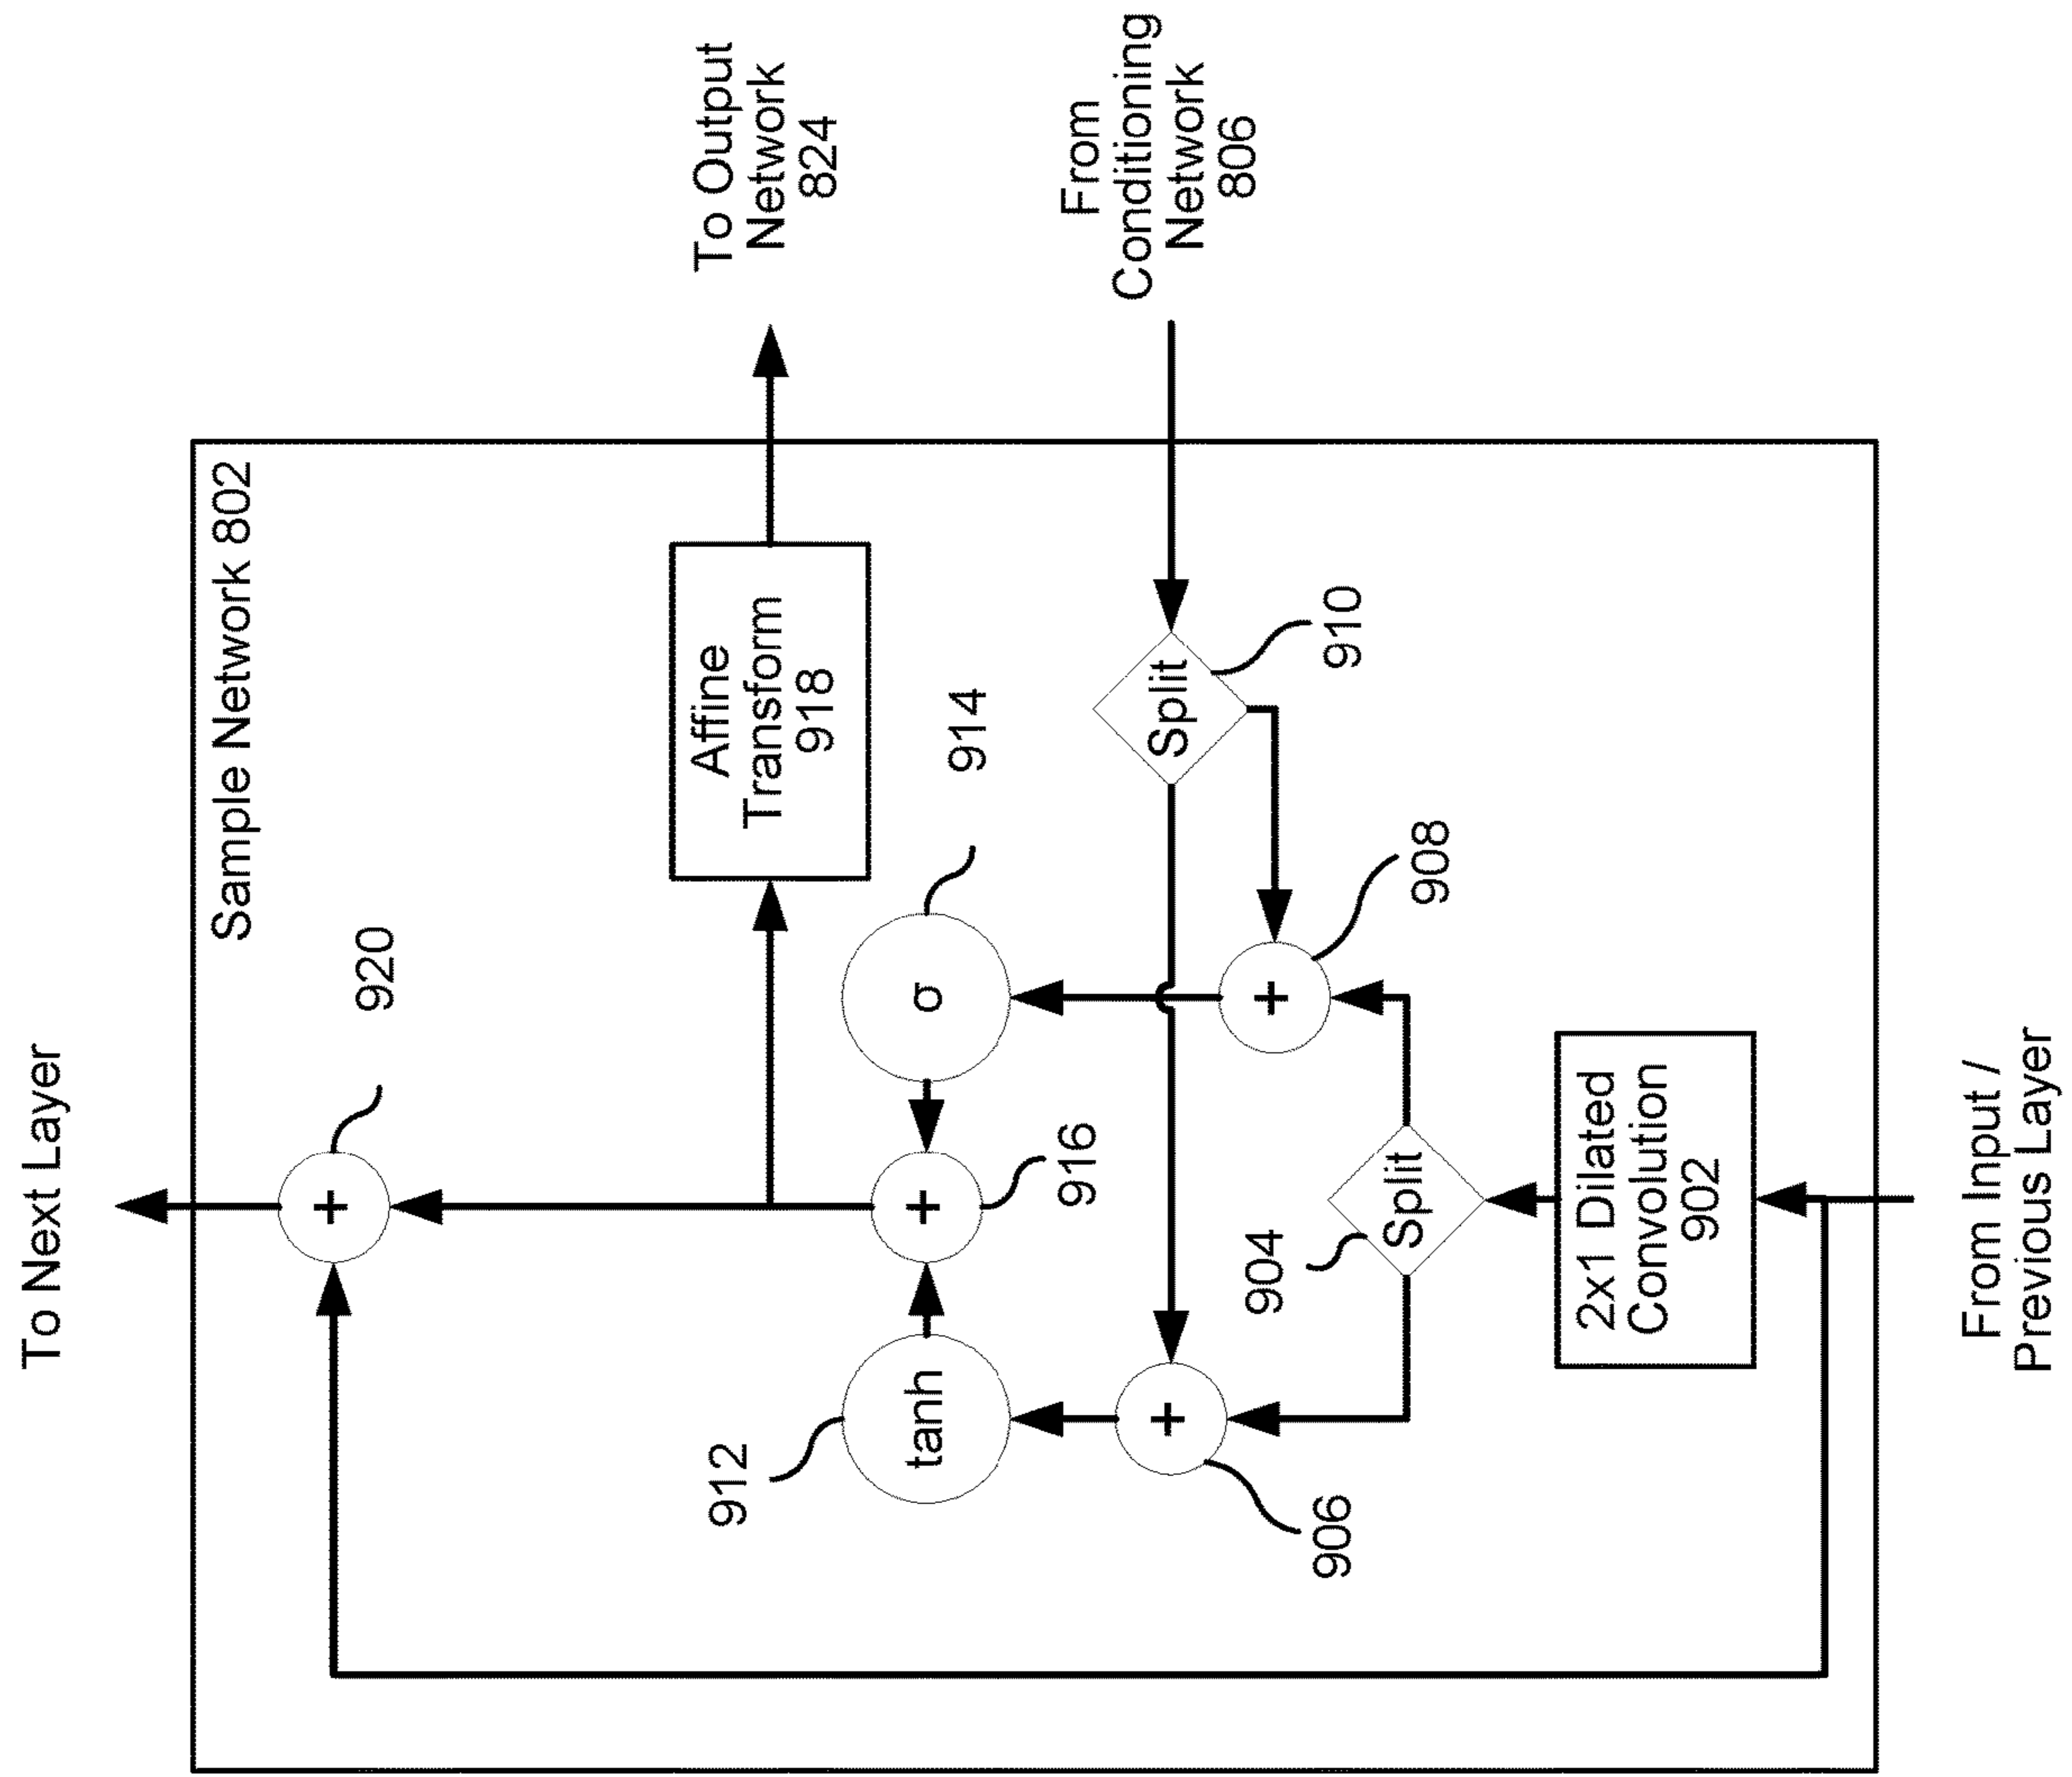 To Next Layer
Sample Network 802
920
To Output
Network
824
Affine
Transform
918
914
σ
+
+
916
tanh
912
From
Conditioning
Network
806
Split
910
908
+
+
906
904
Split
2x1 Dilated
Convolution
902
From Input /
Previous Layer